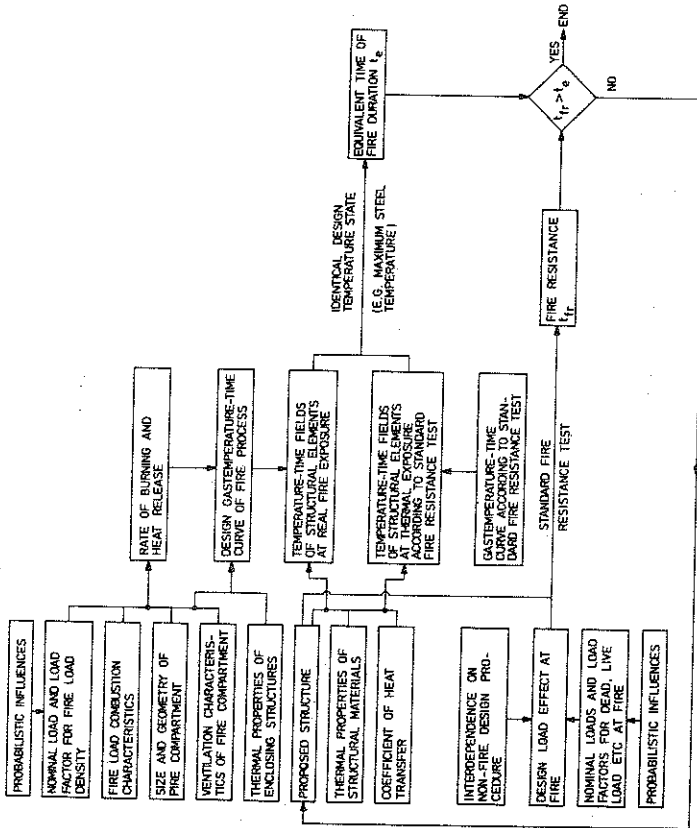 PROBABILISTIC INFLUENCES
NOMINAL LOAD AND LOAD
FACTOR FOR FIRE LOAD
DENSITY
FIRE LOAD COMBUSTION
CHARACTERISTICS
SIZE AND GEOMETRY OF
FIRE COMPARTMENT
VENTILATION CHARACTERIS-
TICS OF FIRE COMPARTMENT
THERMAL PROPERTIES OF
ENCLOSING STRUCTURES
PROPOSED STRUCTURE
THERMAL PROPERTIES OF
STRUCTURAL MATERIALS
COEFFICIENT OF HEAT
TRANSFER
INTERDEPENDENCE ON
NON-FIRE DESIGN PRO-
CEDURE
DESIGN LOAD EFFECT AT
FIRE
NOMINAL LOADS AND LOAD
FACTORS FOR DEAD, LIVE
LOAD ETC AT FIRE
PROBABILISTIC INFLUENCES
RATE OF BURNING AND
HEAT RELEASE
DESIGN GASTEMPERATURE-TIME
CURVE OF FIRE PROCESS
TEMPERATURE-TIME FIELDS
OF STRUCTURAL ELEMENTS
AT REAL FIRE EXPOSURE
TEMPERATURE-TIME FIELDS
OF STRUCTURAL ELEMENTS
AT THERMAL EXPOSURE
ACCORDING TO STANDARD
FIRE RESISTANCE TEST
GASTEMPERATURE-TIME
CURVE ACCORDING TO STAN-
DARD FIRE RESISTANCE TEST
STANDARD FIRE
RESISTANCE TEST
IDENTICAL DESIGN
TEMPERATURE STATE
(E.G. MAXIMUM STEEL
TEMPERATURE)
FIRE RESISTANCE
t_fr
EQUIVALENT TIME OF
FIRE DURATION t_e
t_fr > t_e
YES
END
NO